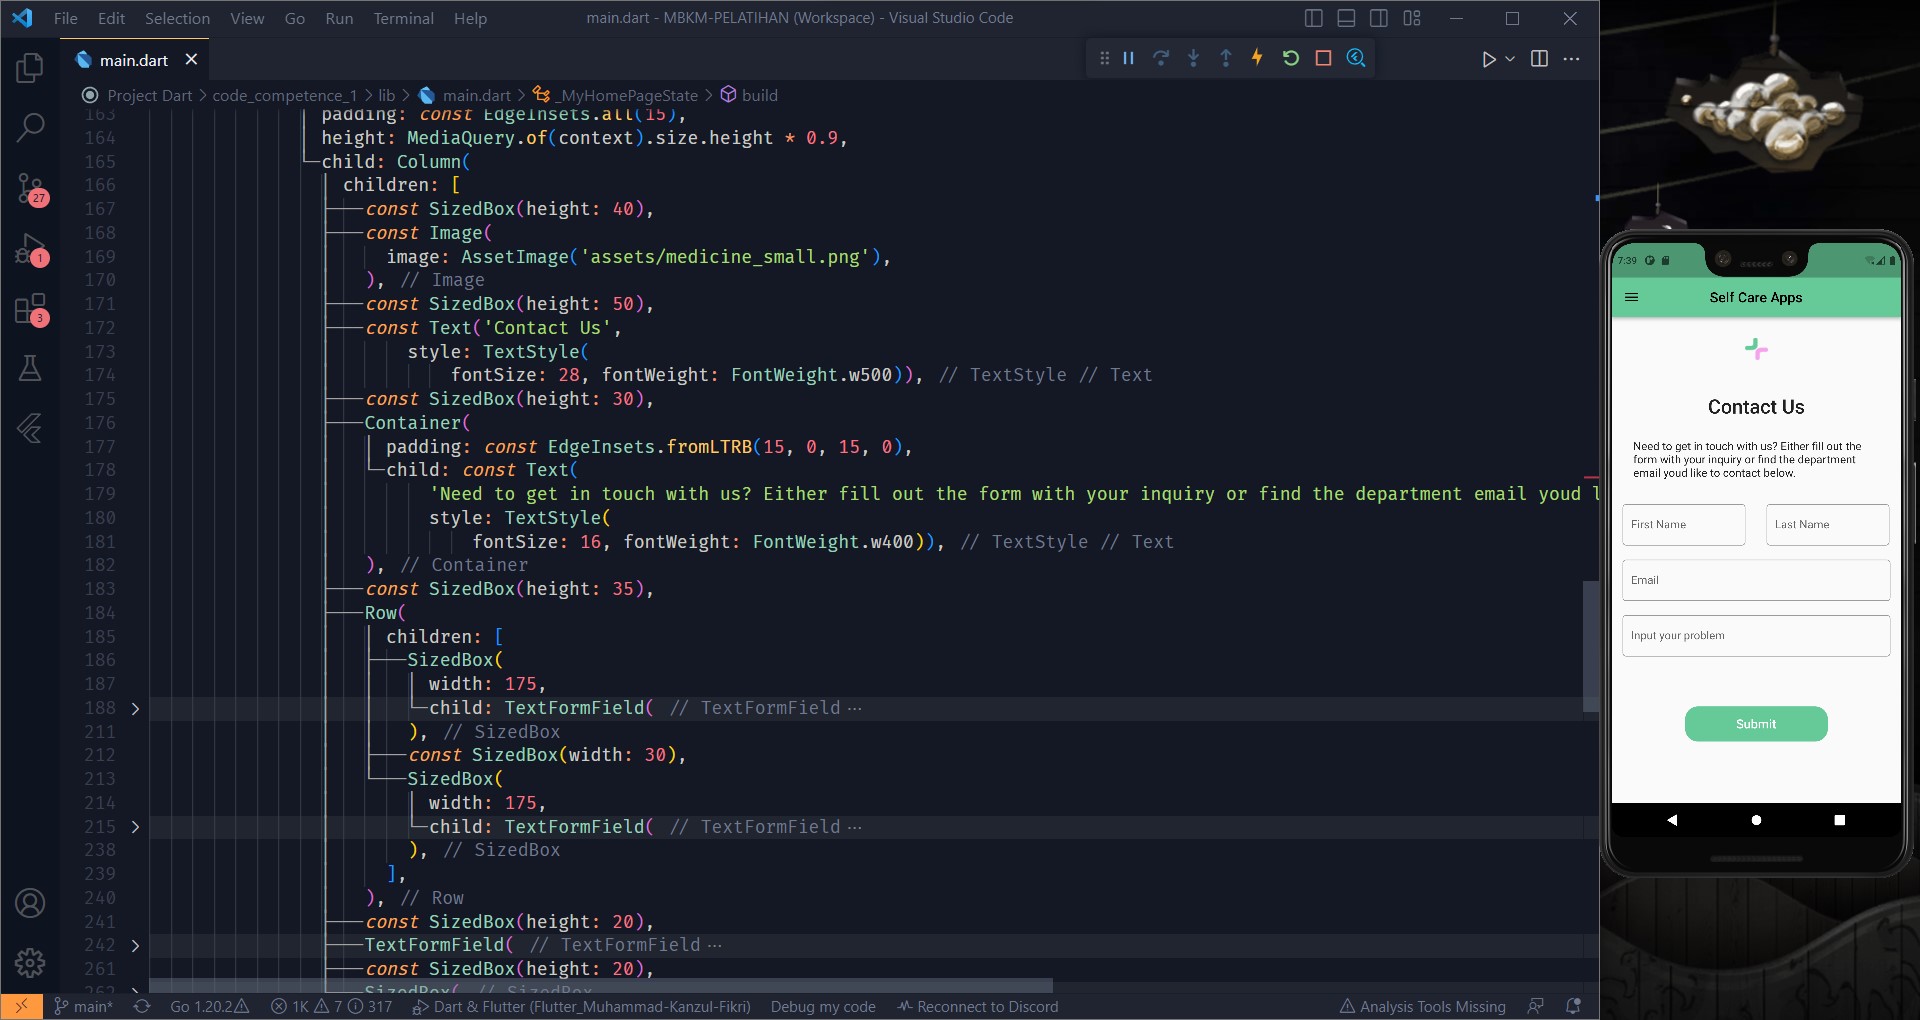 File Edit Selection View Go Run Terminal Help
main.dart - MBKM-PELATIHAN (Workspace) - Visual Studio Code
main.dart
Project Dart > code_competence_1 > lib > main.dart > _MyHomePageState > build
163 padding: const EdgeInsets.all(15),
164 height: MediaQuery.of(context).size.height * 0.9,
165 child: Column(
166 children: [
167 const SizedBox(height: 40),
168 const Image(
169 image: AssetImage('assets/medicine_small.png'),
170 ), // Image
171 const SizedBox(height: 50),
172 const Text('Contact Us',
173 style: TextStyle(
174 fontSize: 28, fontWeight: FontWeight.w500)), // TextStyle // Text
175 const SizedBox(height: 30),
176 Container(
177 padding: const EdgeInsets.fromLTRB(15, 0, 15, 0),
178 child: const Text(
179 'Need to get in touch with us? Either fill out the form with your inquiry or find the department email youd l
180 style: TextStyle(
181 fontSize: 16, fontWeight: FontWeight.w400)), // TextStyle // Text
182 ), // Container
183 const SizedBox(height: 35),
184 Row(
185 children: [
186 SizedBox(
187 width: 175,
188 child: TextFormField( // TextFormField ···
211 ), // SizedBox
212 const SizedBox(width: 30),
213 SizedBox(
214 width: 175,
215 child: TextFormField( // TextFormField ···
238 ), // SizedBox
239 ],
240 ), // Row
241 const SizedBox(height: 20),
242 TextFormField( // TextFormField ···
261 const SizedBox(height: 20),
262 SizedBox( // SizedBox
27
1
3
main* Go 1.20.2 1K 7 317 Dart & Flutter (Flutter_Muhammad-Kanzul-Fikri) Debug my code Reconnect to Discord Analysis Tools Missing
7:39
Self Care Apps
Contact Us
Need to get in touch with us? Either fill out the
form with your inquiry or find the department
email youd like to contact below.
First Name Last Name
Email
Input your problem
Submit